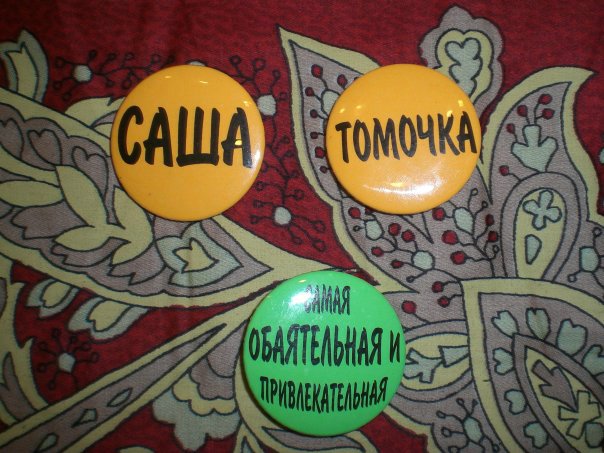 САША
ТОМОЧКА
САМАЯ
ОБАЯТЕЛЬНАЯ И
ПРИВЛЕКАТЕЛЬНАЯ